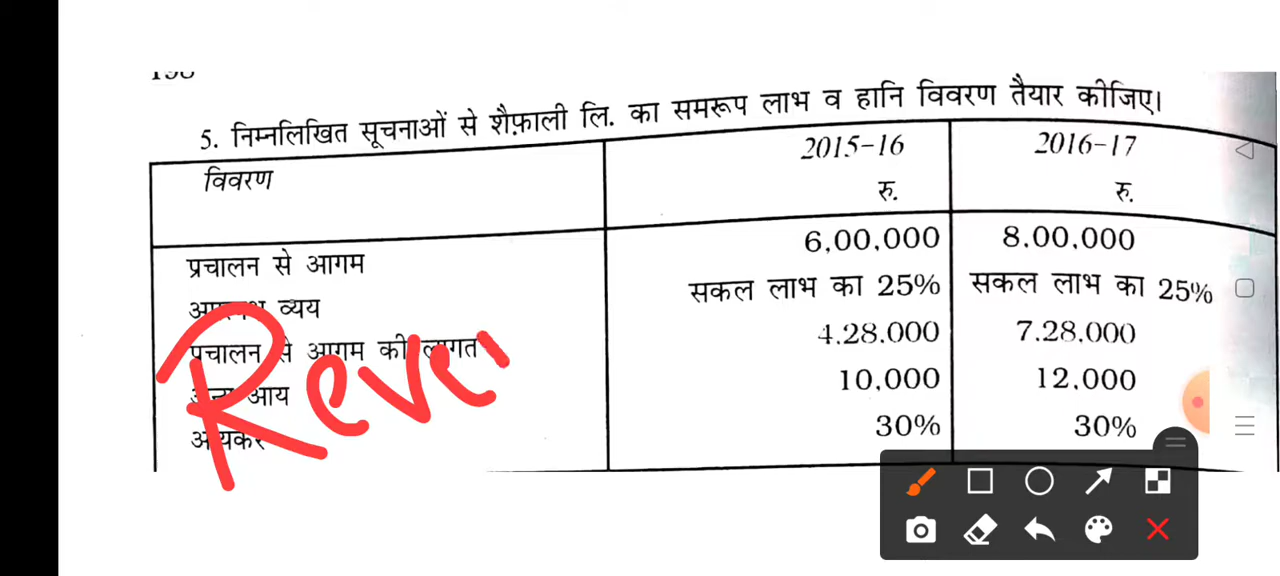 5. निम्नलिखित सूचनाओं से शैफ़ाली लि. का समरूप लाभ व हानि विवरण तैयार कीजिए।
विवरण 2015-16 2016-17
रु. रु.
प्रचालन से आगम 6,00,000 8.00,000
व्यय सकल लाभ का 25% सकल लाभ का 25%
प्रचालन से आगम की लागत 4.28.000 7.28.000
आय 10,000 12,000
आयकर 30% 30%
Reve